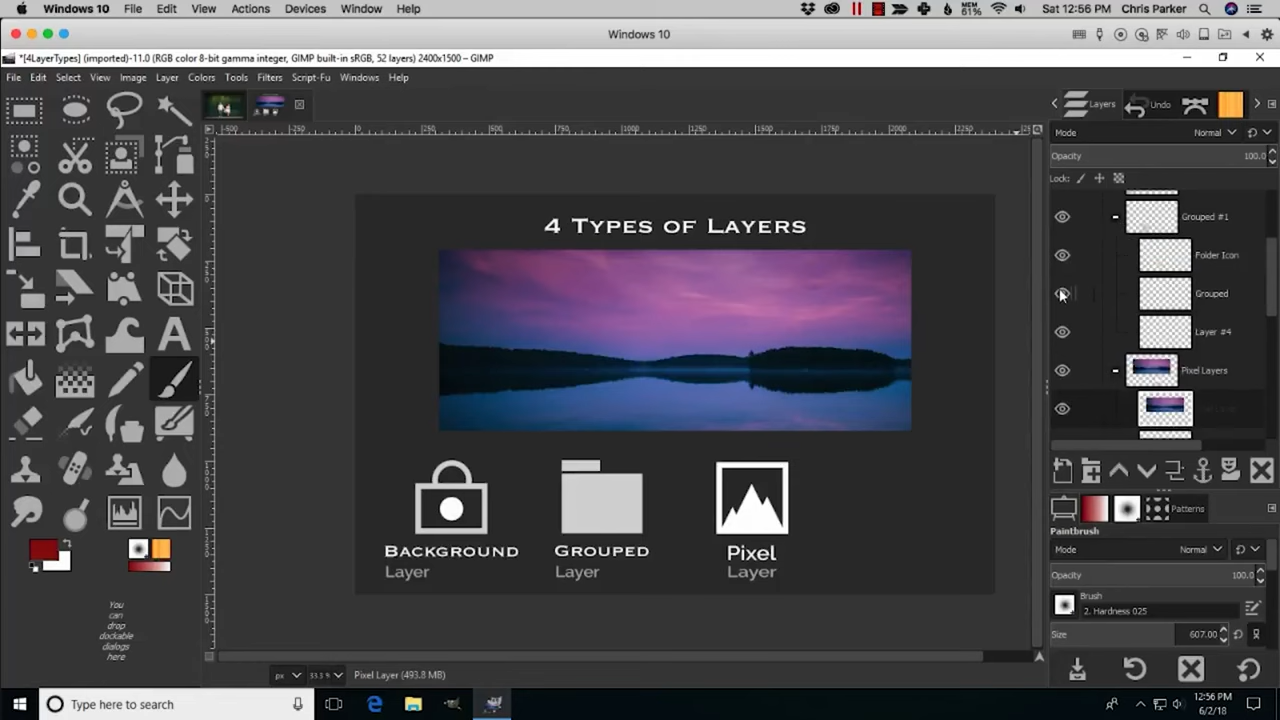 Windows 10 File Edit View Actions Devices Window Help MEM 61% Sat 12:56 PM Chris Parker
Windows 10
*[4LayerTypes] (imported)-11.0 (RGB color 8-bit gamma integer, GIMP built-in sRGB, 52 layers) 2400x1500 – GIMP
File Edit Select View Image Layer Colors Tools Filters Script-Fu Windows Help
Layers Undo
Mode Normal
Opacity 100.0
Lock:
Grouped #1
Folder Icon
Grouped
Layer #4
Pixel Layers
4 Types of Layers
Background
Layer
Grouped
Layer
Pixel
Layer
Patterns
Paintbrush
Mode Normal
Opacity 100.0
Brush
2. Hardness 025
Size 607.00
You
can
drop
dockable
dialogs
here
px 33.3 % Pixel Layer (493.8 MB)
Type here to search
12:56 PM
6/2/18